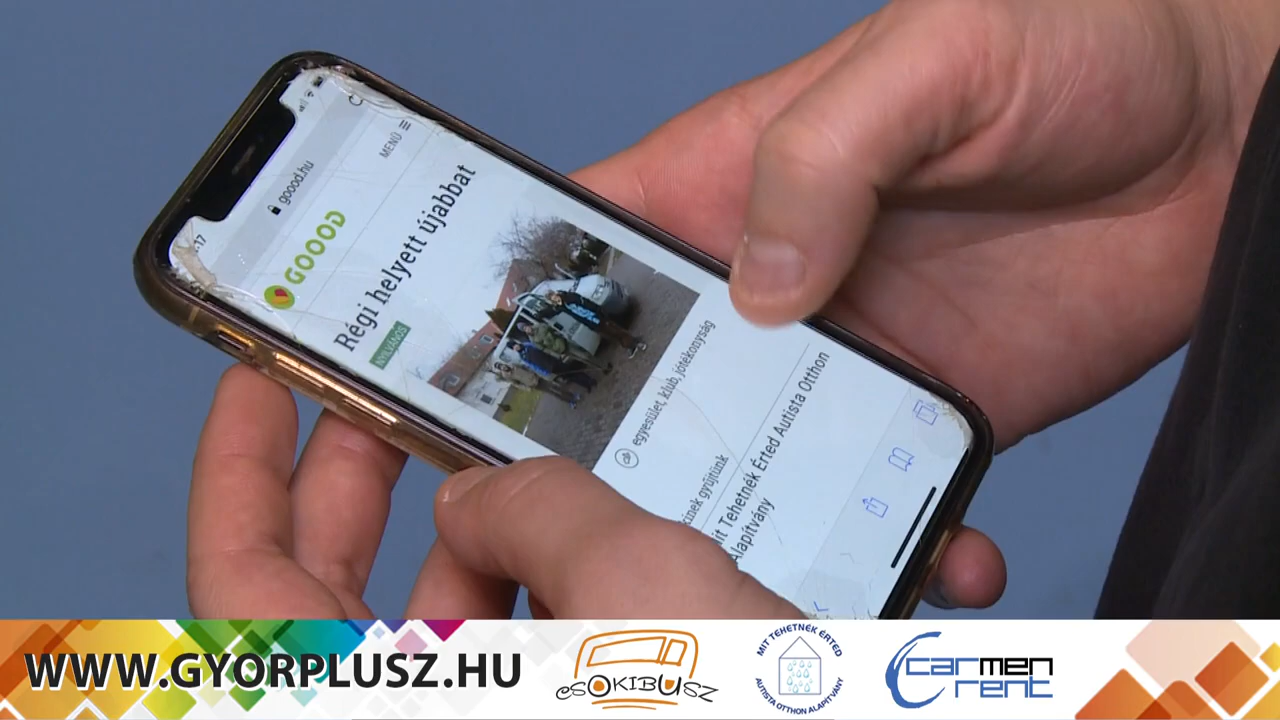 goood.hu
MENÜ
GOOOD
Régi helyett újabbat
NYILVÁNOS
egyesület, klub, jótékonyság
gyűjtünk
Tehetnék Érted Autista Otthon
Alapítvány
WWW.GYORPLUSZ.HU
CSOKIBUSZ
MIT TEHETNÉK ÉRTED
AUTISTA OTTHON ALAPÍTVÁNY
carmen
rent